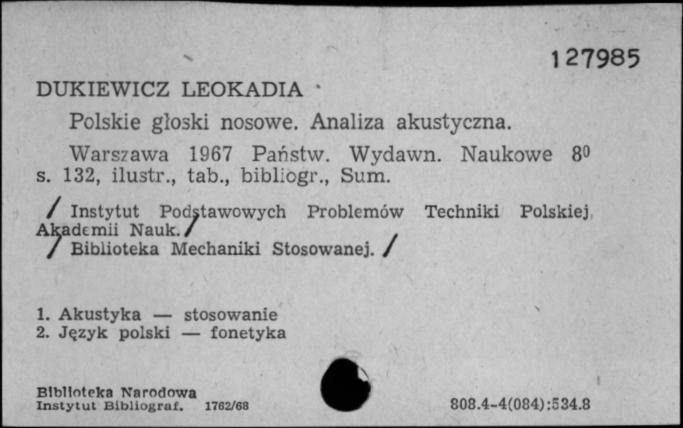 127985
DUKIEWICZ LEOKADIA
Polskie głoski nosowe. Analiza akustyczna.
Warszawa 1967 Państw. Wydawn. Naukowe 8⁰
s. 132, ilustr., tab., bibliogr., Sum.
/ Instytut Podstawowych Problemów Techniki Polskiej
Akademii Nauk. /
/ Biblioteka Mechaniki Stosowanej. /
1. Akustyka — stosowanie
2. Język polski — fonetyka
Biblioteka Narodowa
Instytut Bibliograf. 1762/68
808.4-4(084):534.8